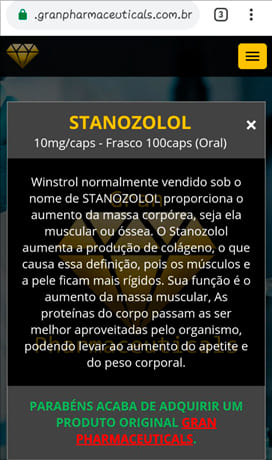 .granpharmaceuticals.com.br
3
STANOZOLOL
×
10mg/caps - Frasco 100caps (Oral)
Gran
Pharmaceuticals
Winstrol normalmente vendido sob o
nome de STANOZOLOL proporciona o
aumento da massa corpórea, seja ela
muscular ou óssea. O Stanozolol
aumenta a produção de colágeno, o que
causa essa definição, pois os músculos e
a pele ficam mais rígidos. Sua função é o
aumento da massa muscular, As
proteínas do corpo passam as ser
melhor aproveitadas pelo organismo,
podendo levar ao aumento do apetite e
do peso corporal.
PARABÉNS ACABA DE ADQUIRIR UM
PRODUTO ORIGINAL GRAN
PHARMACEUTICALS.